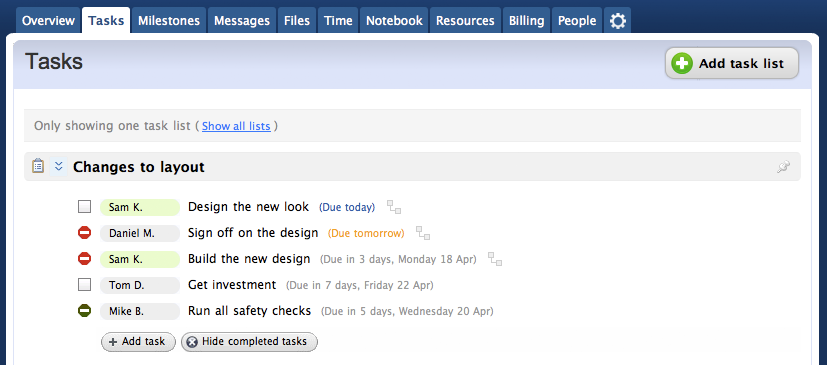 Overview Tasks Milestones Messages Files Time Notebook Resources Billing People
Tasks
Add task list
Only showing one task list ( Show all lists )
Changes to layout
Sam K. Design the new look (Due today)
Daniel M. Sign off on the design (Due tomorrow)
Sam K. Build the new design (Due in 3 days, Monday 18 Apr)
Tom D. Get investment (Due in 7 days, Friday 22 Apr)
Mike B. Run all safety checks (Due in 5 days, Wednesday 20 Apr)
+ Add task Hide completed tasks